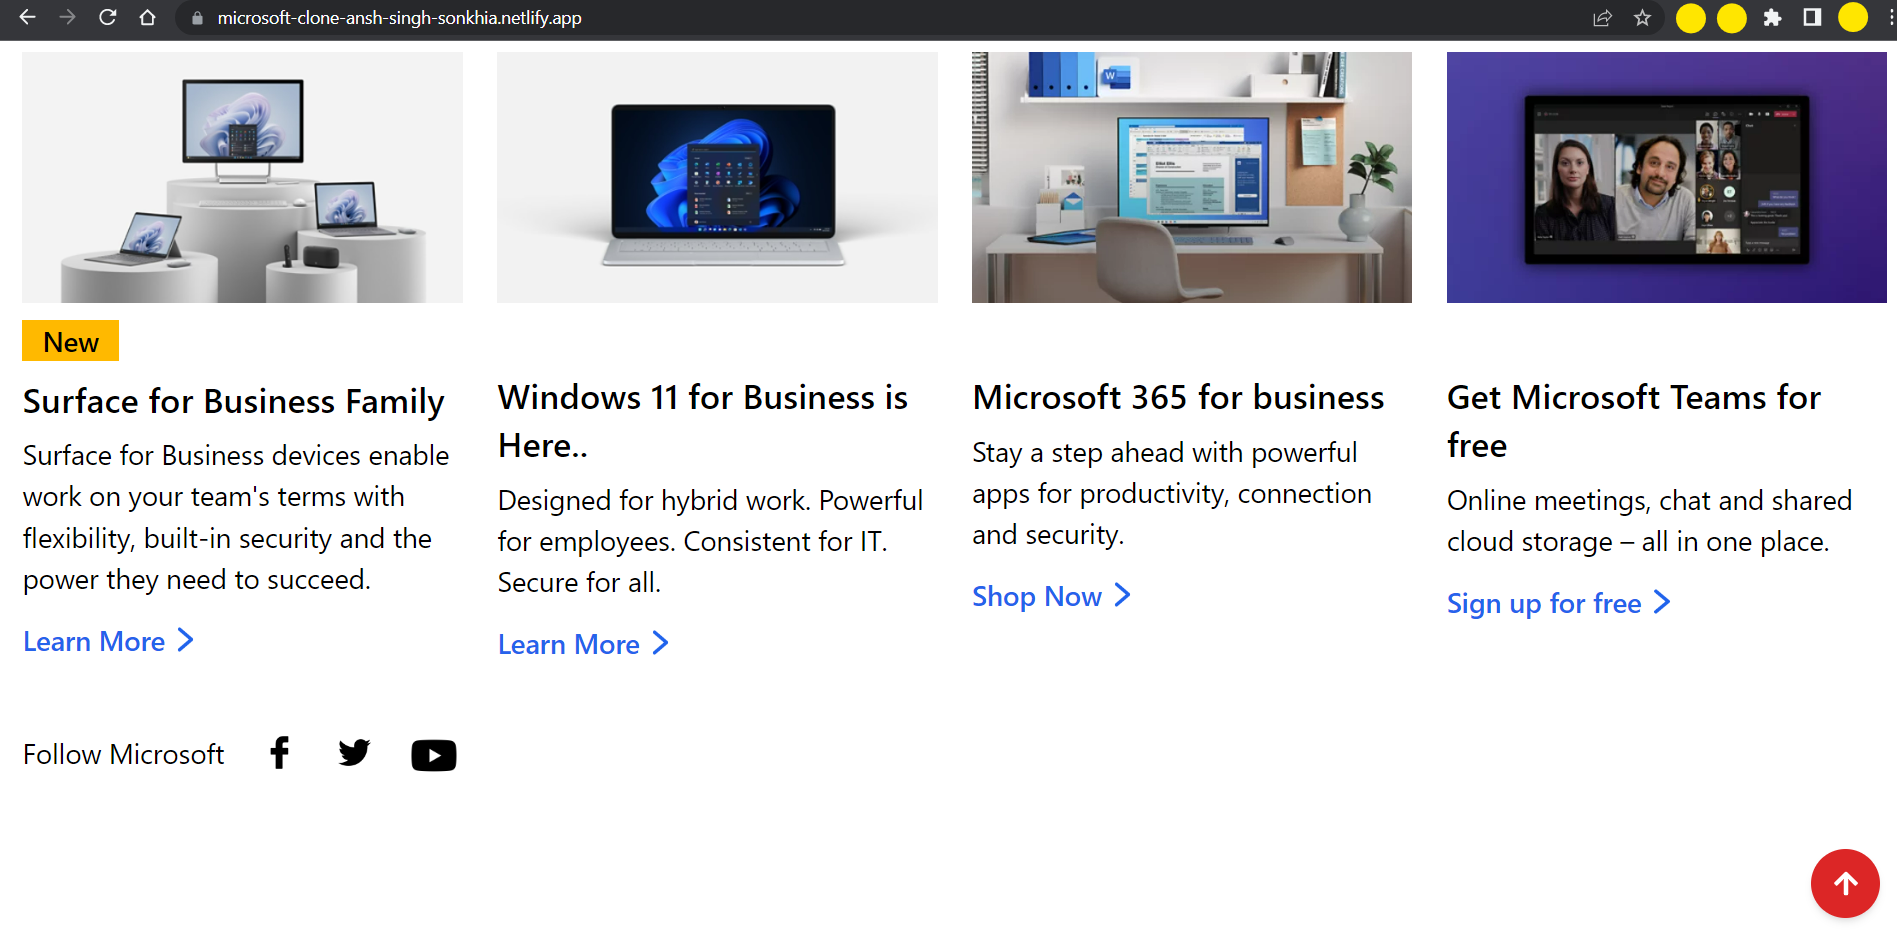 microsoft-clone-ansh-singh-sonkhia.netlify.app
W
New
Surface for Business Family
Surface for Business devices enable
work on your team's terms with
flexibility, built-in security and the
power they need to succeed.
Learn More
Windows 11 for Business is
Here..
Designed for hybrid work. Powerful
for employees. Consistent for IT.
Secure for all.
Learn More
Microsoft 365 for business
Stay a step ahead with powerful
apps for productivity, connection
and security.
Shop Now
Get Microsoft Teams for
free
Online meetings, chat and shared
cloud storage – all in one place.
Sign up for free
Follow Microsoft